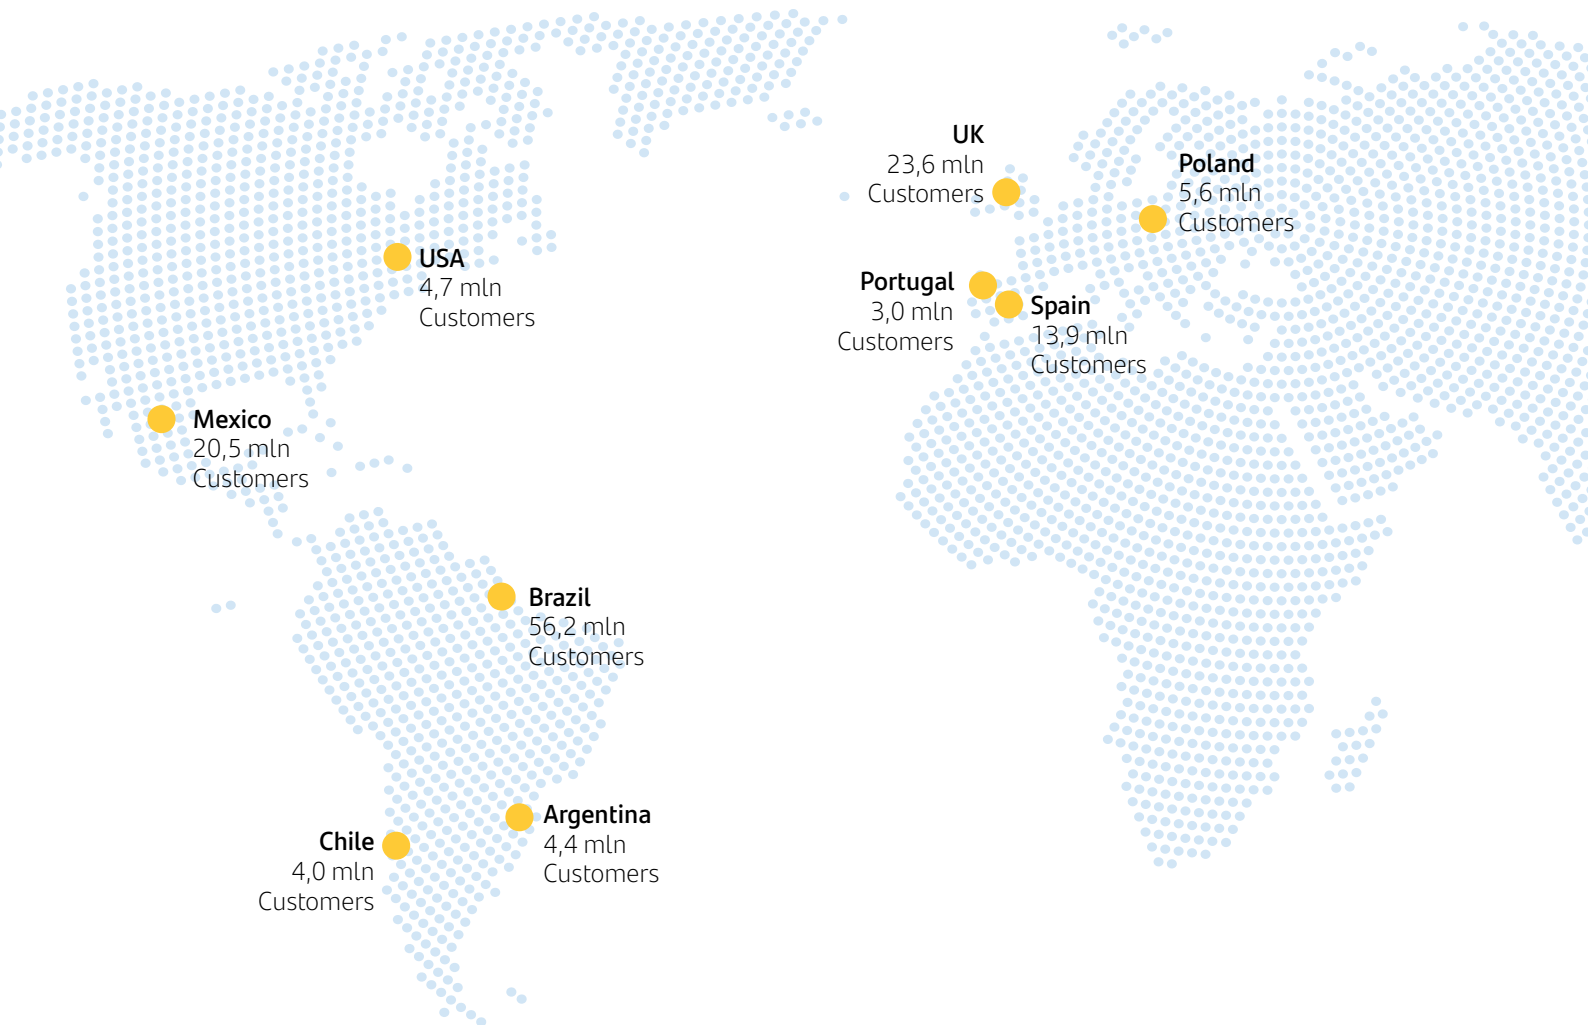 UK
23,6 mln
Customers
Poland
5,6 mln
Customers
USA
4,7 mln
Customers
Portugal
3,0 mln
Customers
Spain
13,9 mln
Customers
Mexico
20,5 mln
Customers
Brazil
56,2 mln
Customers
Argentina
4,4 mln
Customers
Chile
4,0 mln
Customers